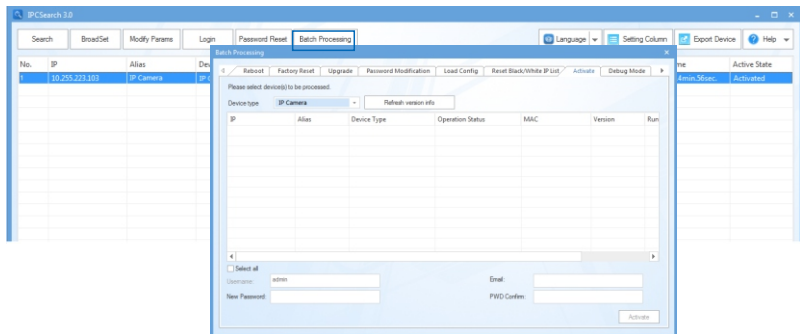 IPCSearch 3.0
Search BroadSet Modify Params Login Password Reset Batch Processing Language Setting Column Export Device Help
Batch Processing
No. IP Alias Active State
1 10.255.223.103 IP Camera 4min.56sec. Activated
Reboot Factory Reset Upgrade Password Modification Load Config Reset Black/White IP List Activate Debug Mode
Please select device(s) to be processed.
Device type: IP Camera Refresh version info
IP Alias Device Type Operation Status MAC Version Run
Select all
Username: admin Email:
New Password: PWD Confirm:
Activate